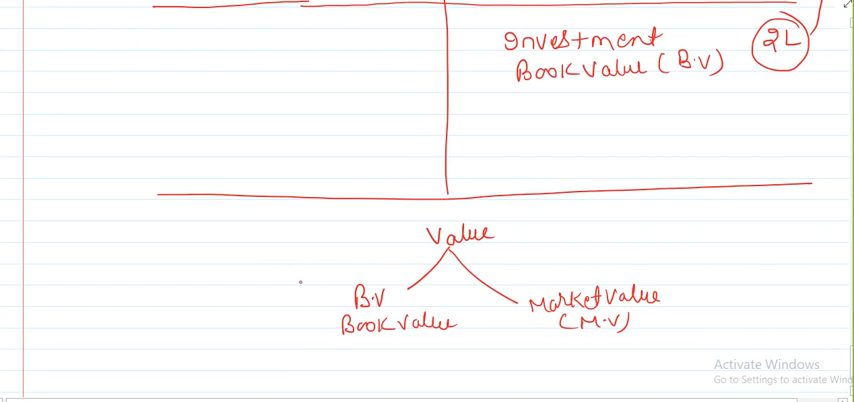 Investment 2L
Book Value (B.V)
Value
B.V
Book Value
Market Value
(M.V)
Activate Windows
Go to Settings to activate Wind